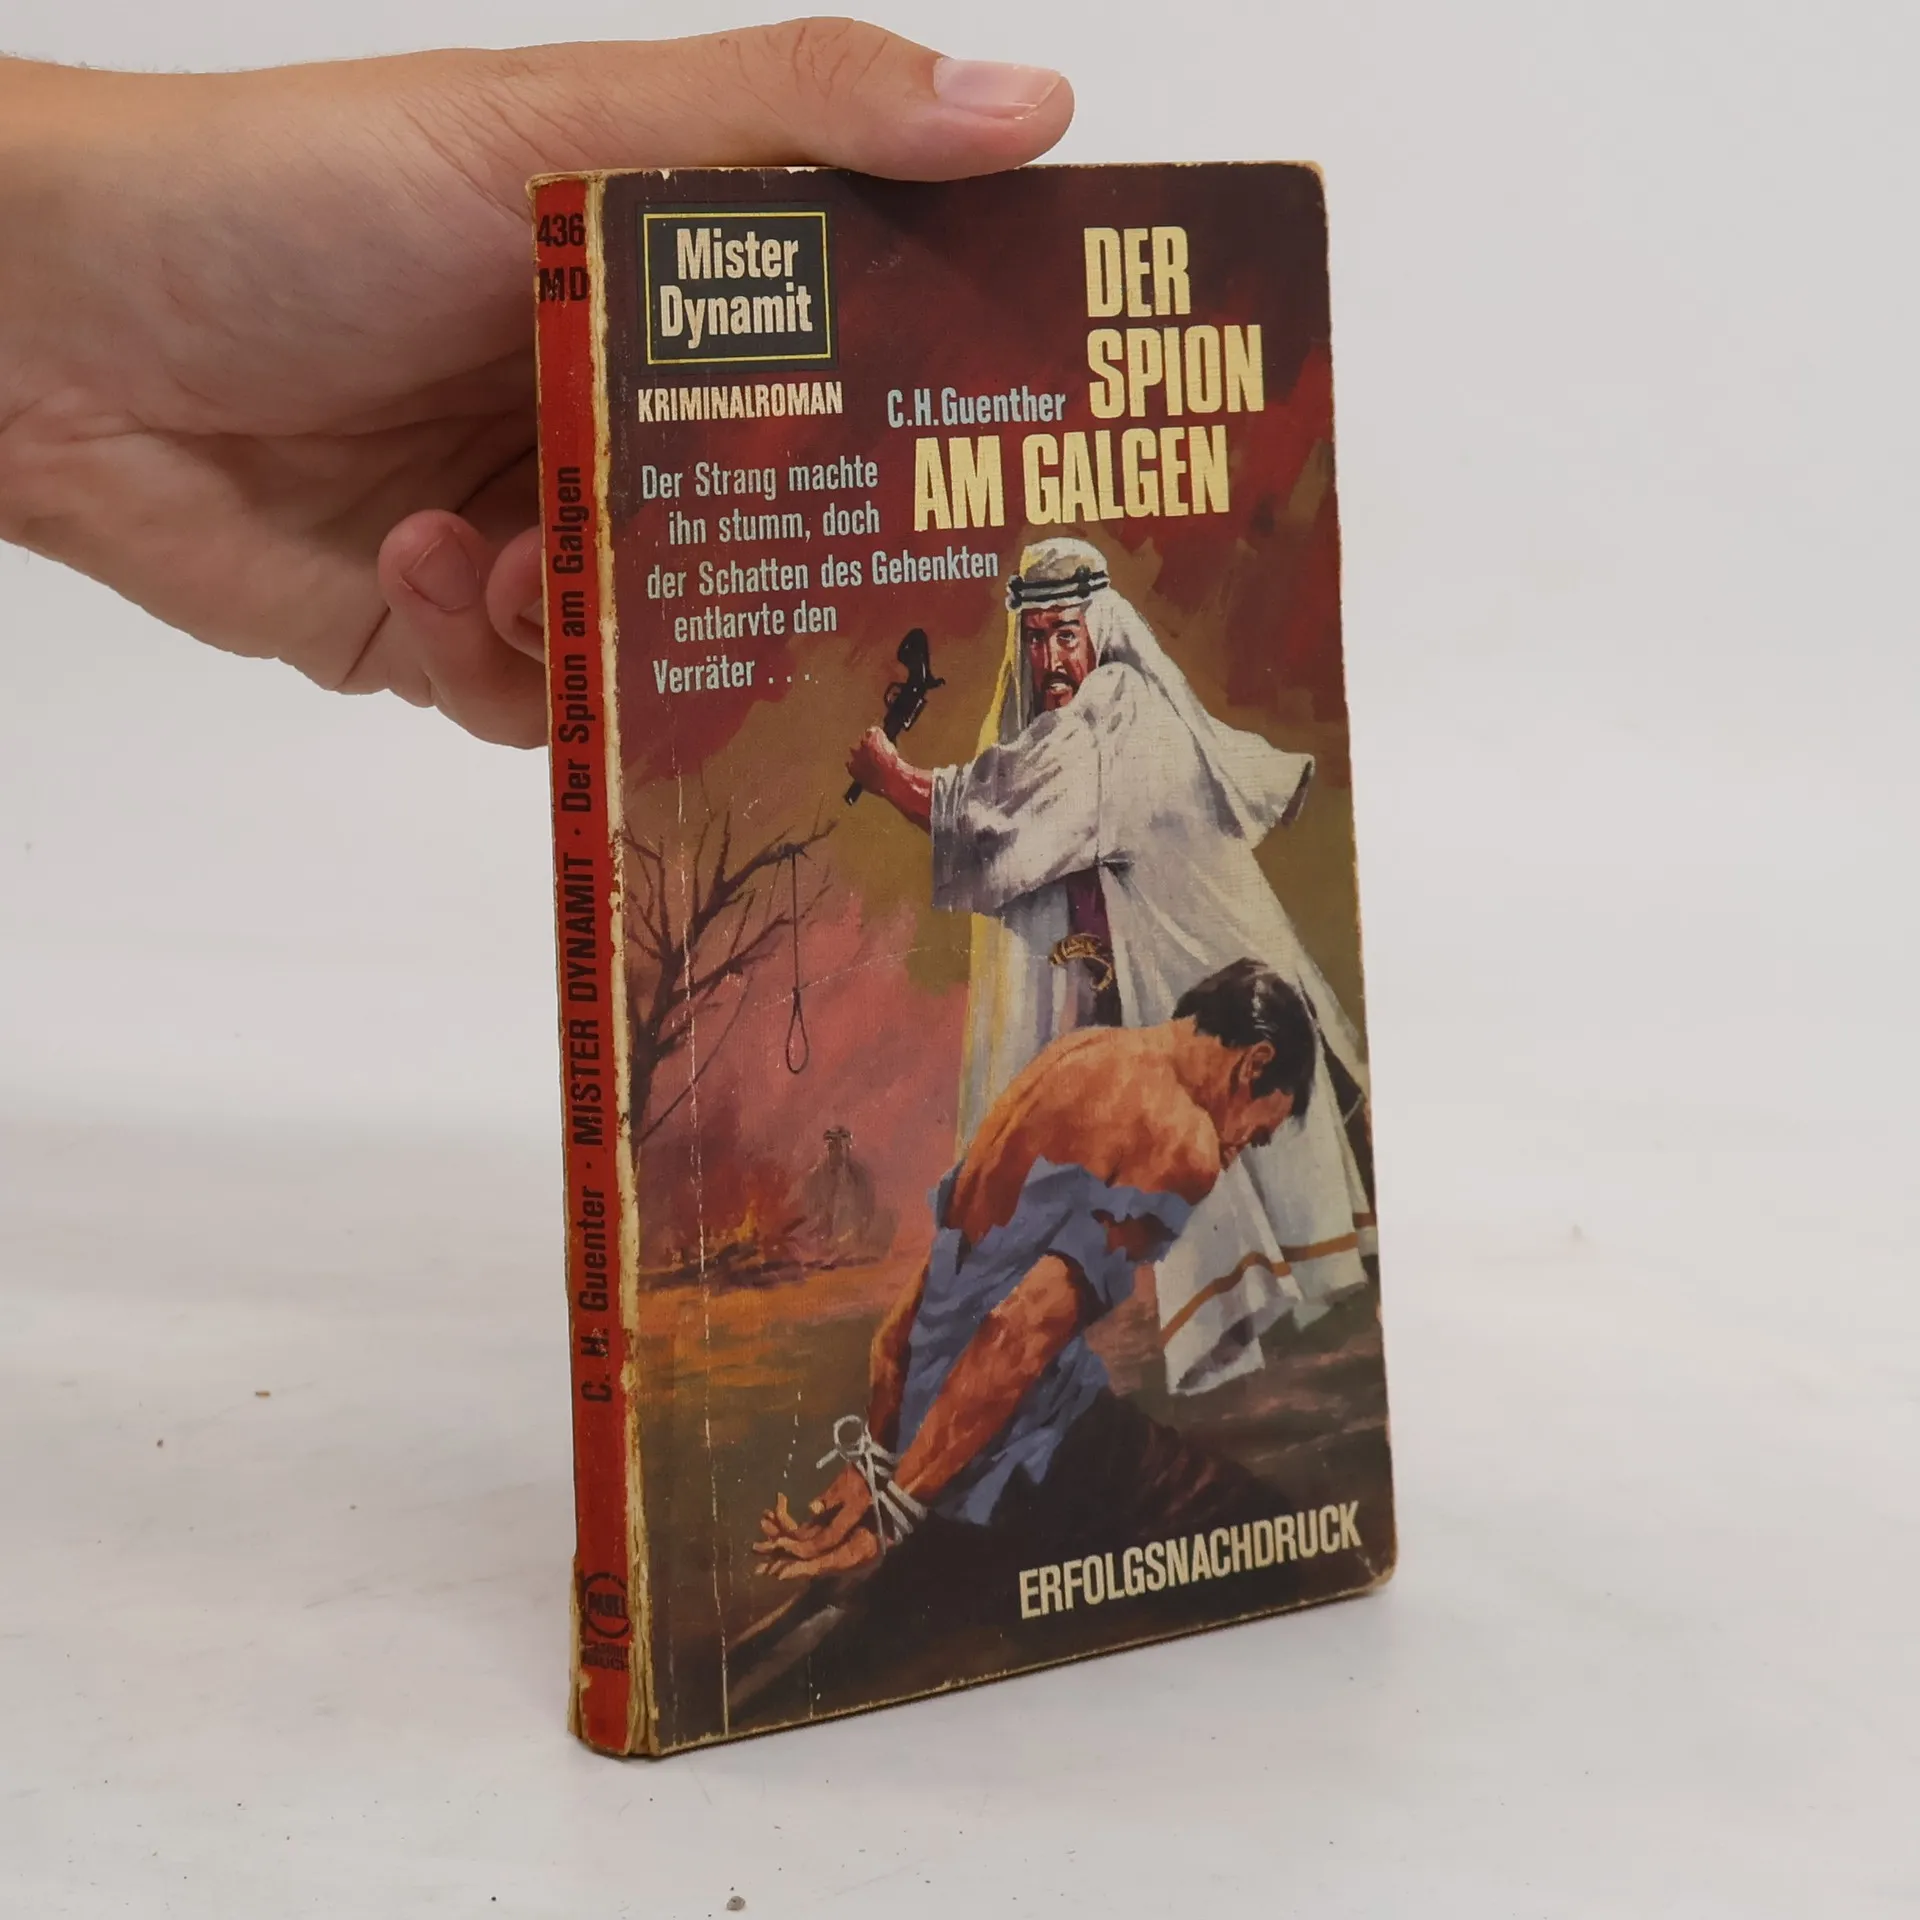 436
MD
C. H. Guenter · MISTER DYNAMIT · Der Spion am Galgen
Mister
Dynamit
KRIMINALROMAN
DER
SPION
C.H.Guenther
AM GALGEN
Der Strang machte
ihn stumm, doch
der Schatten des Gehenkten
entlarvte den
Verräter . . .
ERFOLGSNACHDRUCK